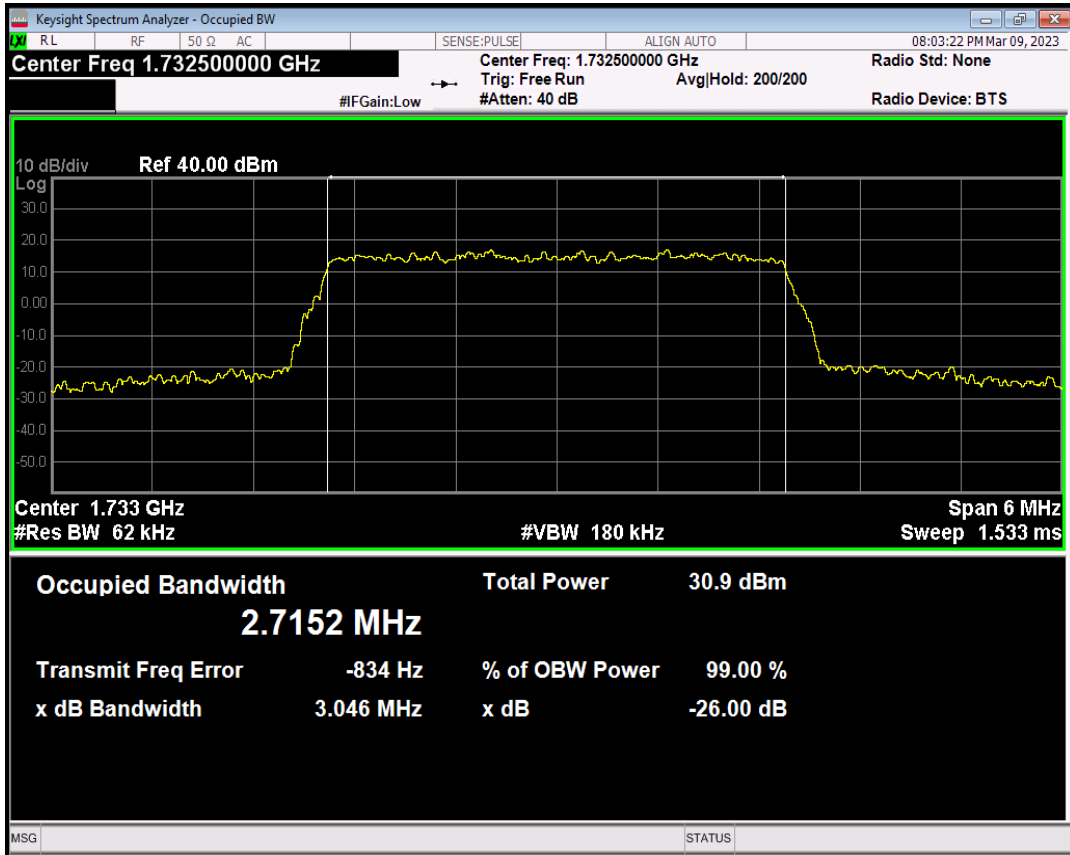 Keysight Spectrum Analyzer - Occupied BW
LXI RL RF 50 Ω AC SENSE:PULSE ALIGN AUTO 08:03:22 PM Mar 09, 2023
Center Freq 1.732500000 GHz Center Freq: 1.732500000 GHz Radio Std: None
Trig: Free Run Avg|Hold: 200/200
#IFGain:Low #Atten: 40 dB Radio Device: BTS
10 dB/div Ref 40.00 dBm
Log
30.0
20.0
10.0
0.00
-10.0
-20.0
-30.0
-40.0
-50.0
Center 1.733 GHz Span 6 MHz
#Res BW 62 kHz #VBW 180 kHz Sweep 1.533 ms
Occupied Bandwidth Total Power 30.9 dBm
2.7152 MHz
Transmit Freq Error -834 Hz % of OBW Power 99.00 %
x dB Bandwidth 3.046 MHz x dB -26.00 dB
MSG STATUS